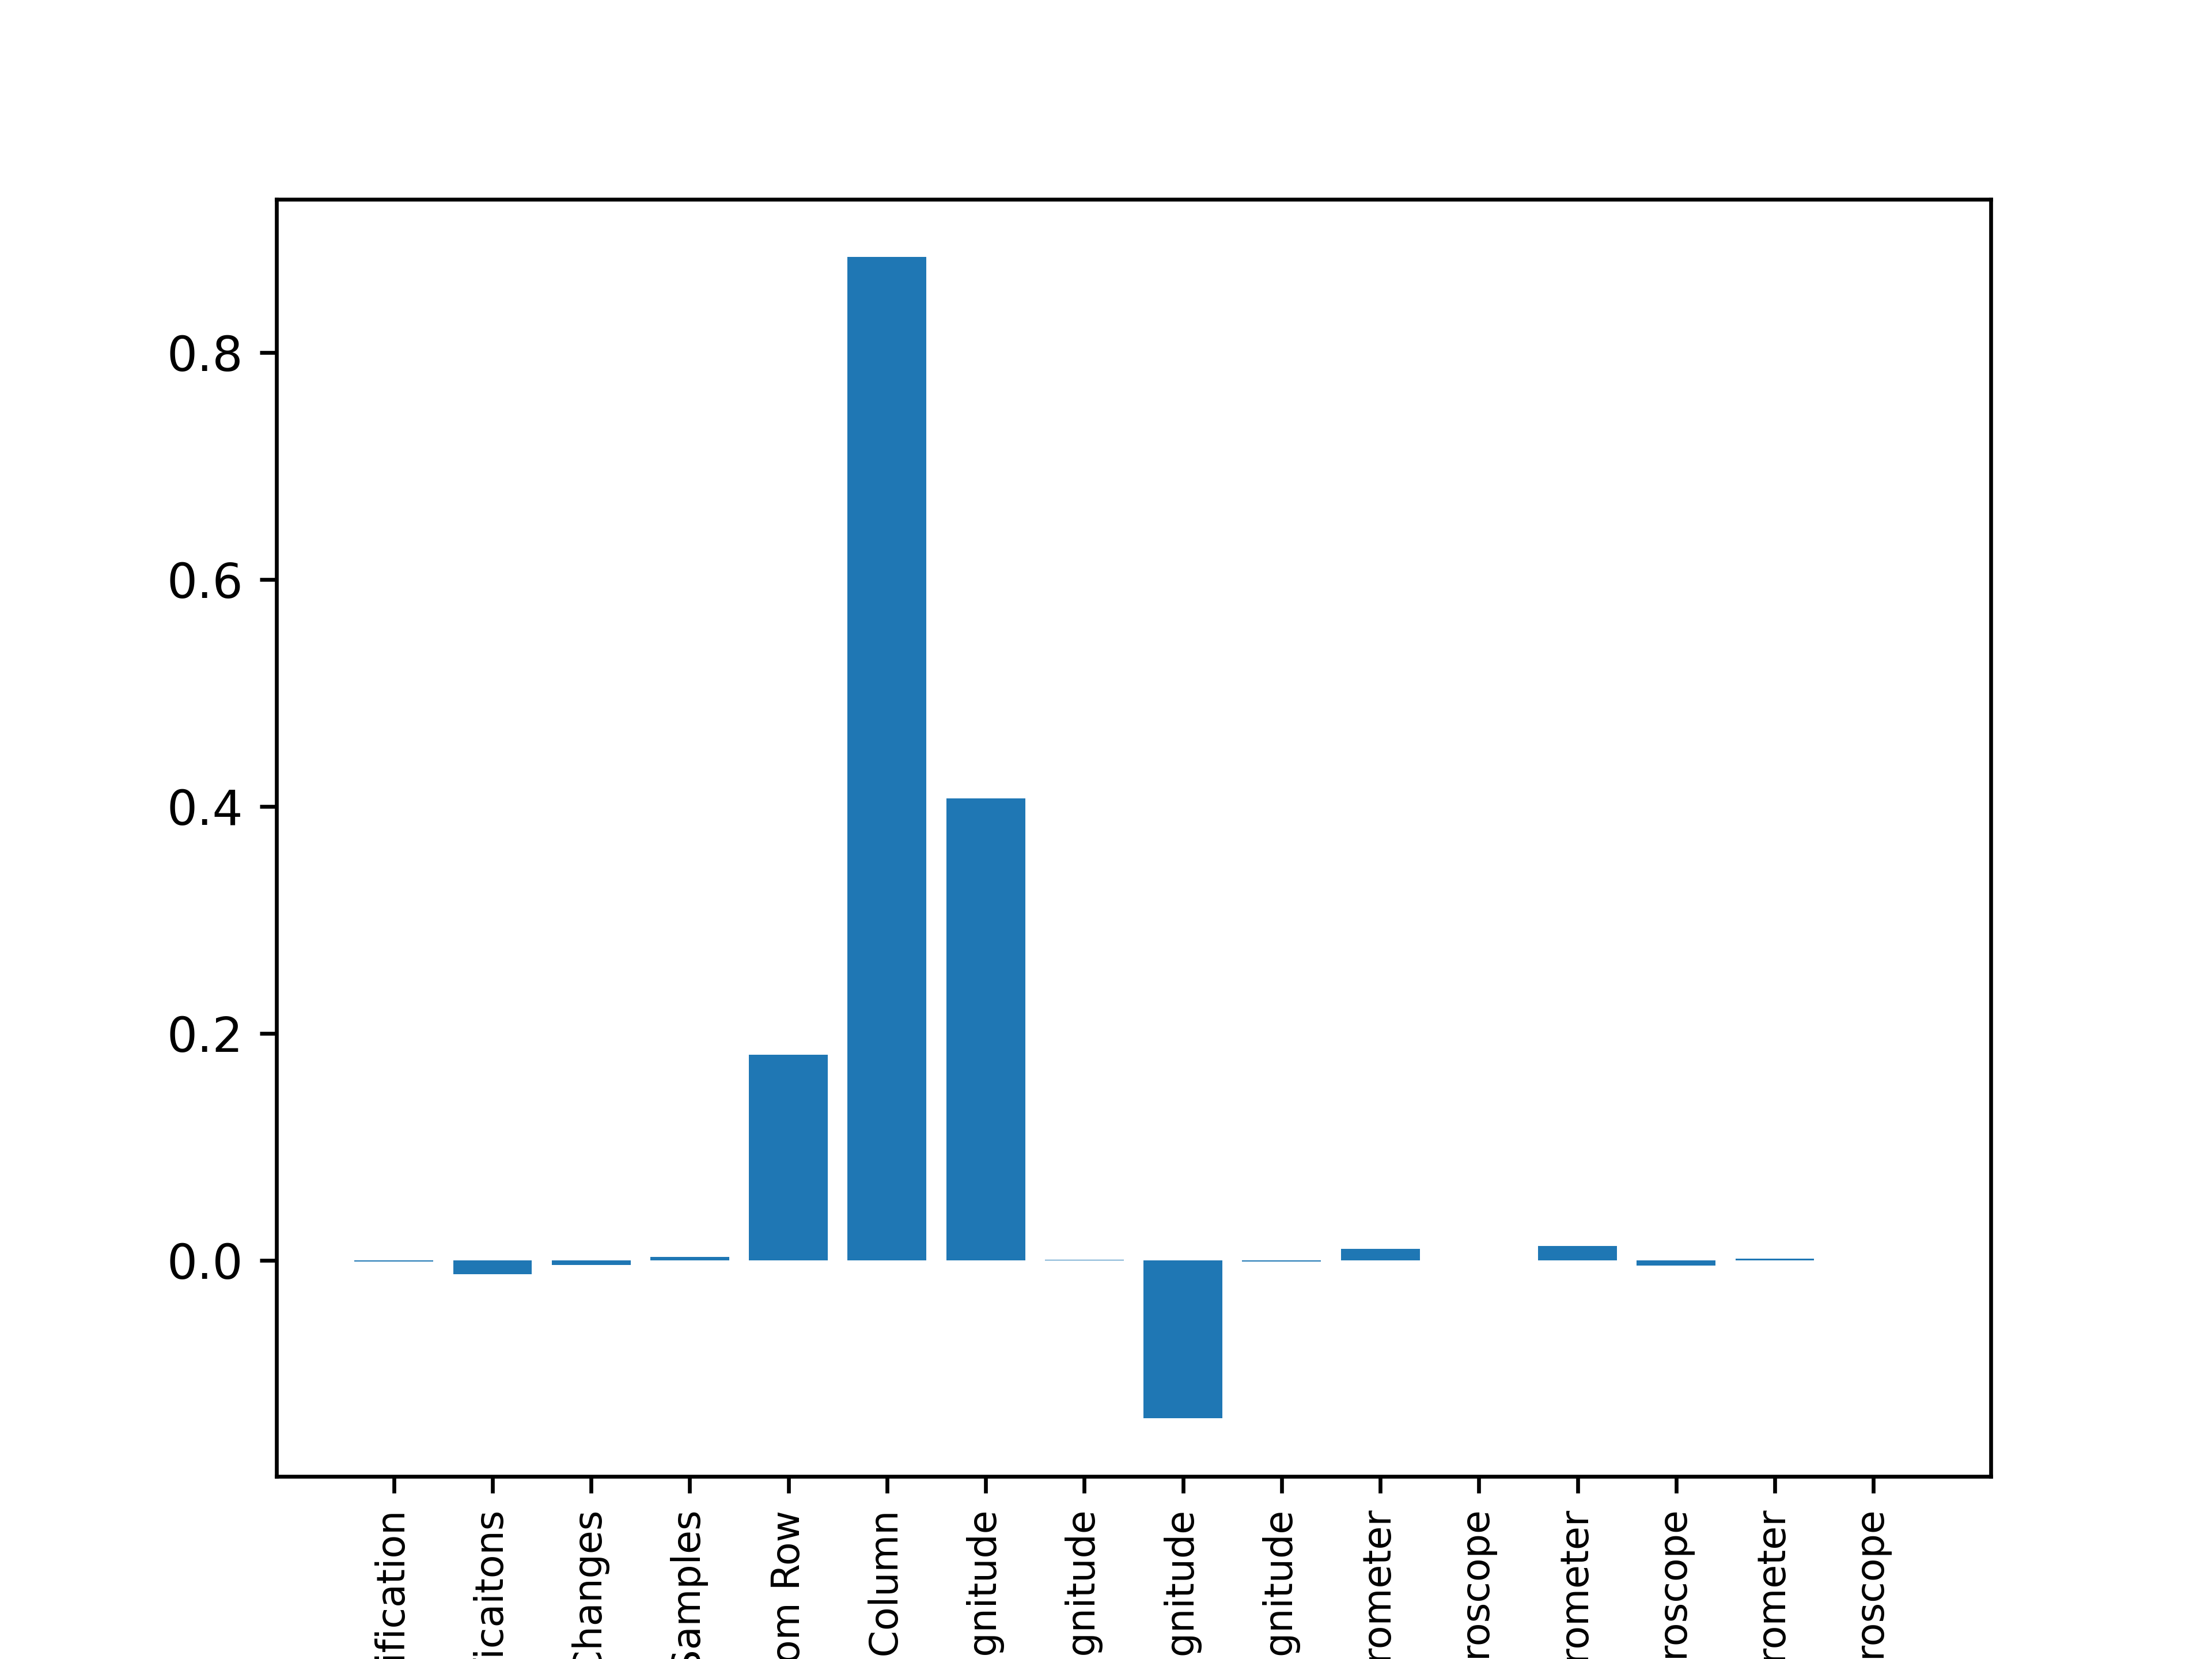 0.8
0.6
0.4
0.2
0.0
ification
icaitons
Changes
Samples
om Row
Column
gnitude
gnitude
gnitude
gnitude
rometer
roscope
rometer
roscope
rometer
roscope